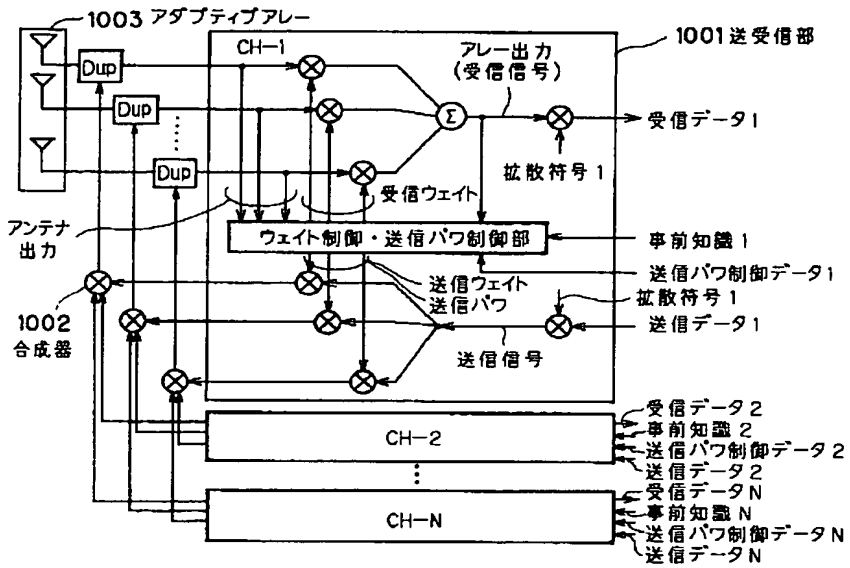 1003 アダプティブアレー
1001 送受信部
CH-1
アレー出力
(受信信号)
Dup
Dup
Dup
Σ
受信データ1
拡散符号1
受信ウェイト
アンテナ
出力
ウェイト制御・送信パワ制御部
事前知識1
送信パワ制御データ1
送信ウェイト
送信パワ
拡散符号1
送信データ1
送信信号
1002
合成器
CH-2
受信データ2
事前知識2
送信パワ制御データ2
送信データ2
CH-N
受信データN
事前知識N
送信パワ制御データN
送信データN